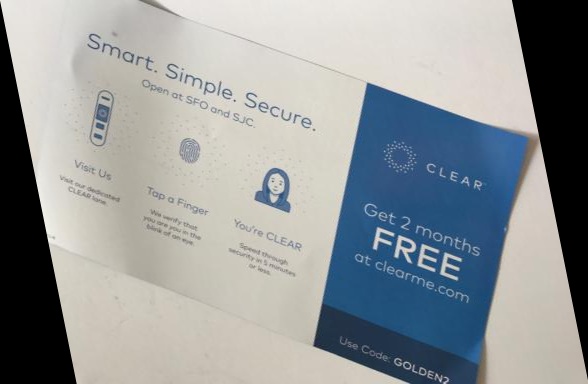 Smart. Simple. Secure.
Open at SFO and SJC.
Visit Us
Visit our dedicated
CLEAR lane.
Tap a Finger
We verify that
you are you in the
blink of an eye.
You're CLEAR
Speed through
security in 5 minutes
or less.
CLEAR
Get 2 months
FREE
at clearme.com
Use Code: GOLDEN2